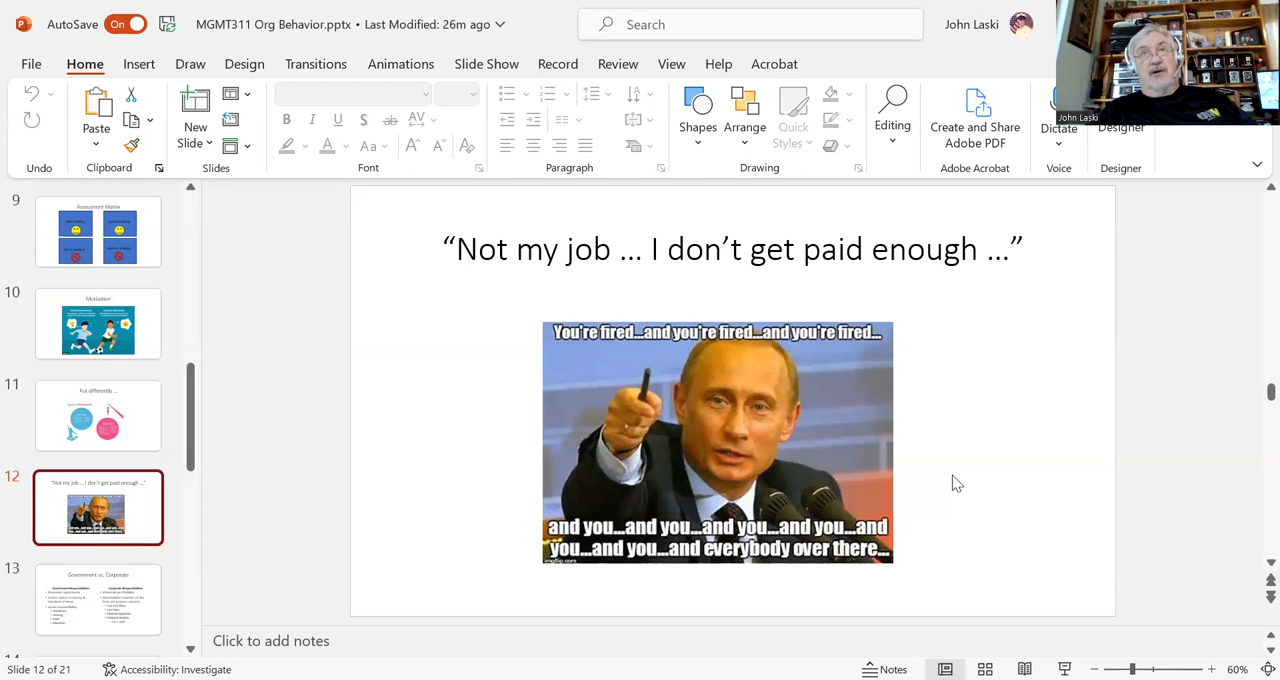 AutoSave On MGMT311 Org Behavior.pptx • Last Modified: 26m ago Search John Laski
File Home Insert Draw Design Transitions Animations Slide Show Record Review View Help Acrobat
Paste New Slide B I U S ab AV Aa A A A Shapes Arrange Quick Styles Editing Create and Share Adobe PDF Dictate Designer
John Laski
Undo Clipboard Slides Font Paragraph Drawing Adobe Acrobat Voice Designer
9
Assessment Matrix
10
Motivation
11
Put differently ...
12
"Not my job ... I don't get paid enough ..."
13
Government vs. Corporate
“Not my job … I don’t get paid enough …”
You're fired...and you're fired...and you're fired...
and you...and you...and you...and you...and
you...and you...and everybody over there...
imgflip.com
Click to add notes
Slide 12 of 21 Accessibility: Investigate Notes 60%